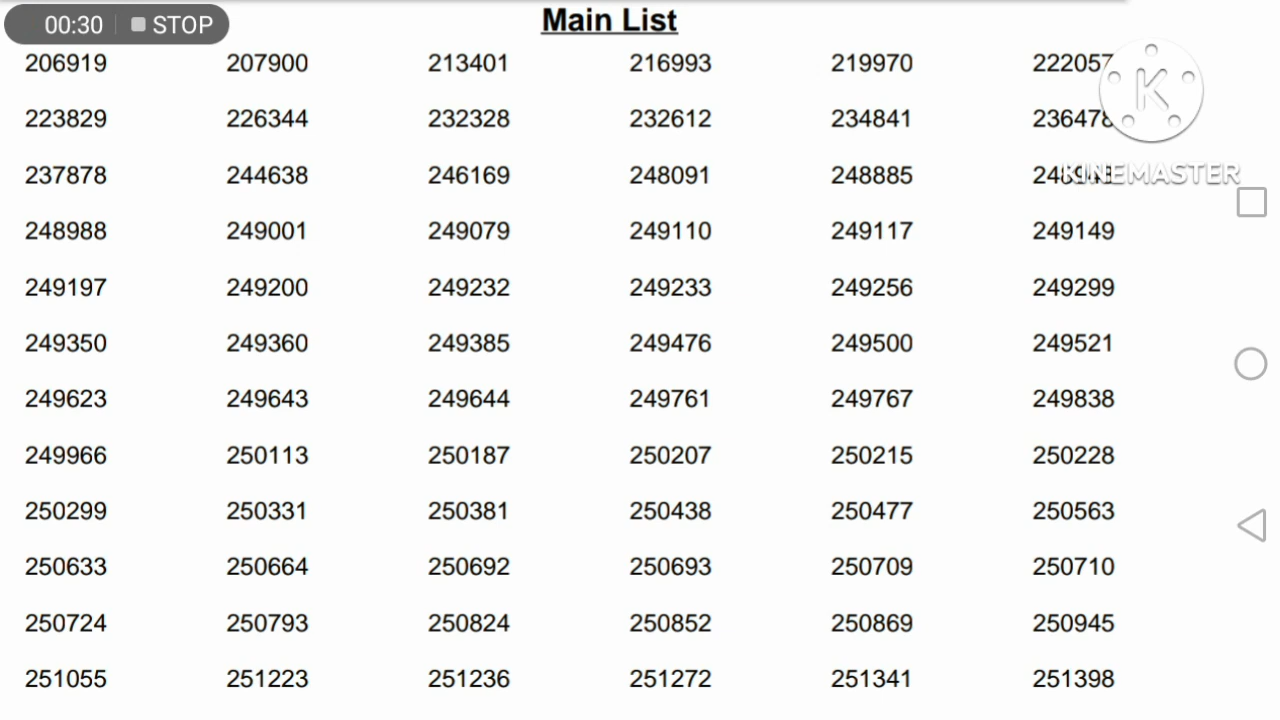 00:30 STOP
Main List
206919 207900 213401 216993 219970 222057
K
223829 226344 232328 232612 234841 236478
237878 244638 246169 248091 248885
KINEMASTER
248988 249001 249079 249110 249117 249149
249197 249200 249232 249233 249256 249299
249350 249360 249385 249476 249500 249521
249623 249643 249644 249761 249767 249838
249966 250113 250187 250207 250215 250228
250299 250331 250381 250438 250477 250563
250633 250664 250692 250693 250709 250710
250724 250793 250824 250852 250869 250945
251055 251223 251236 251272 251341 251398